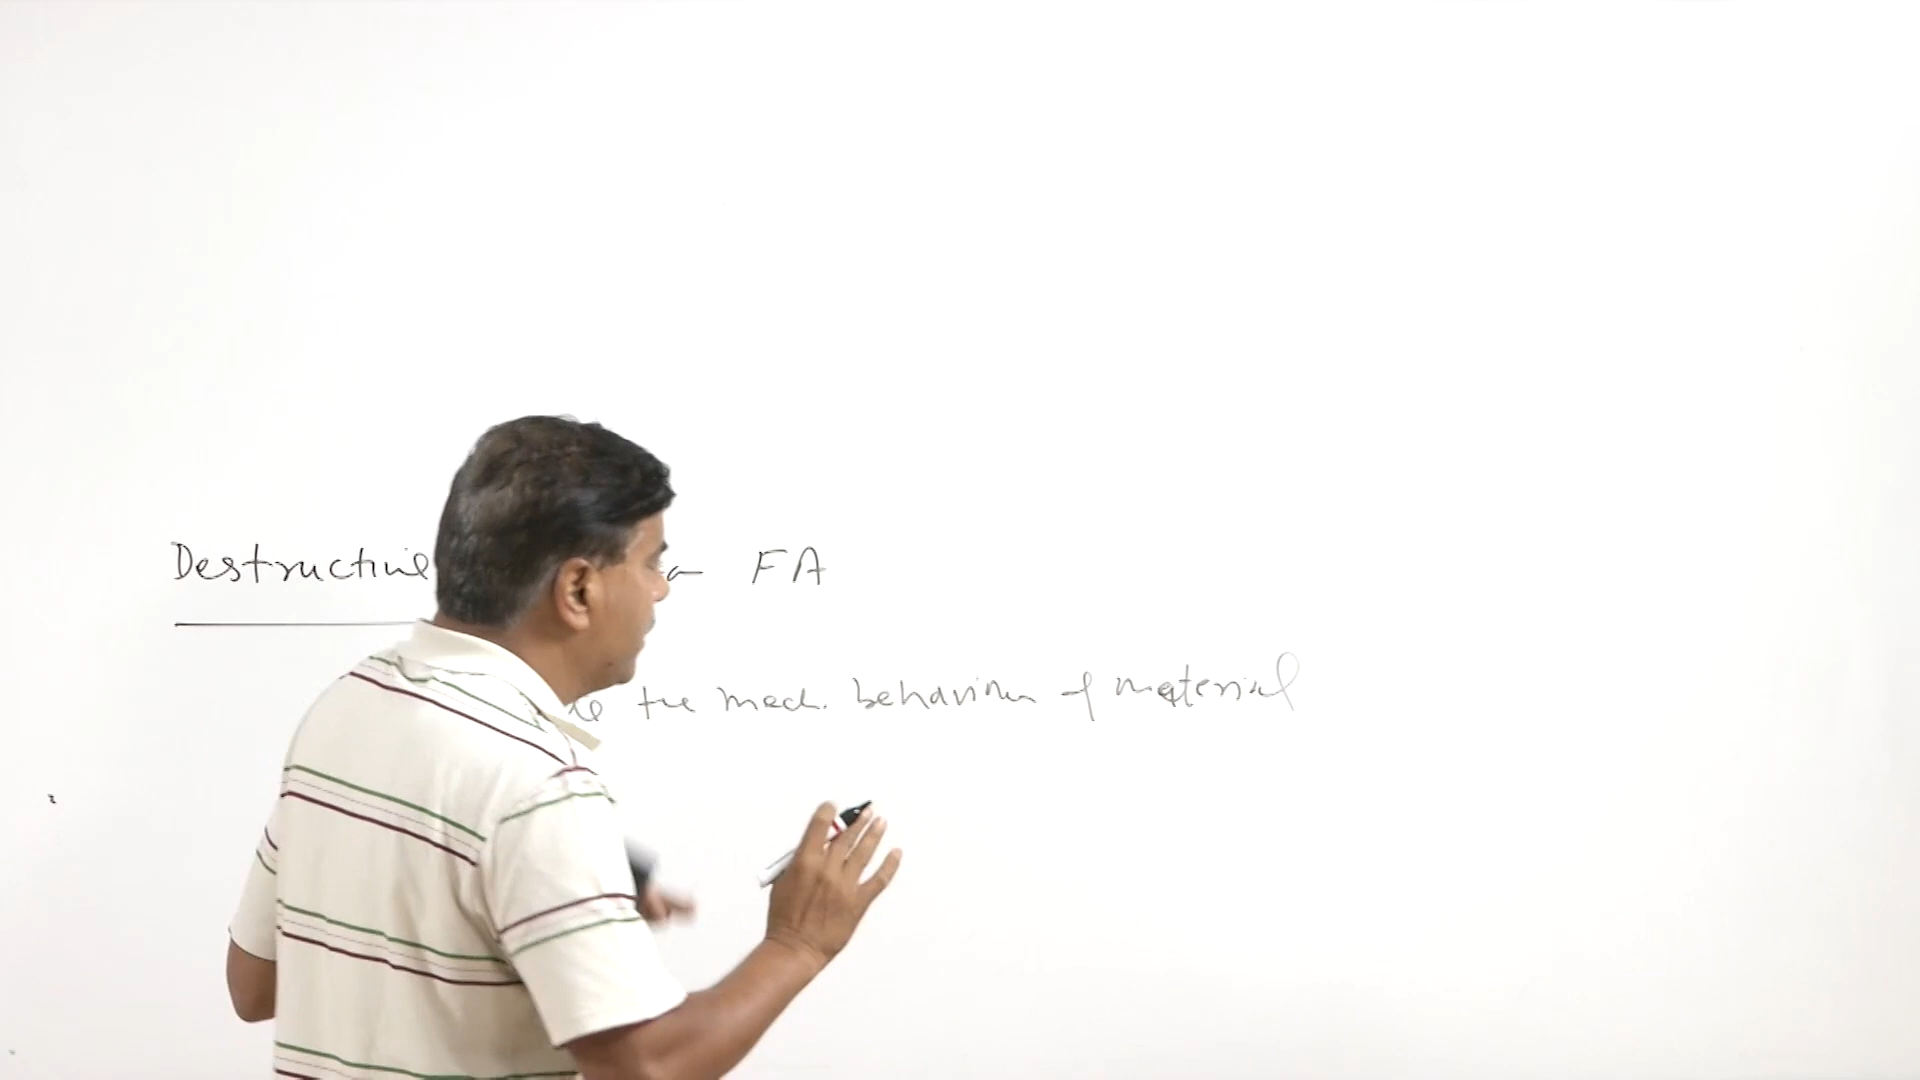 Destructive FA
the mech. behaviour of material